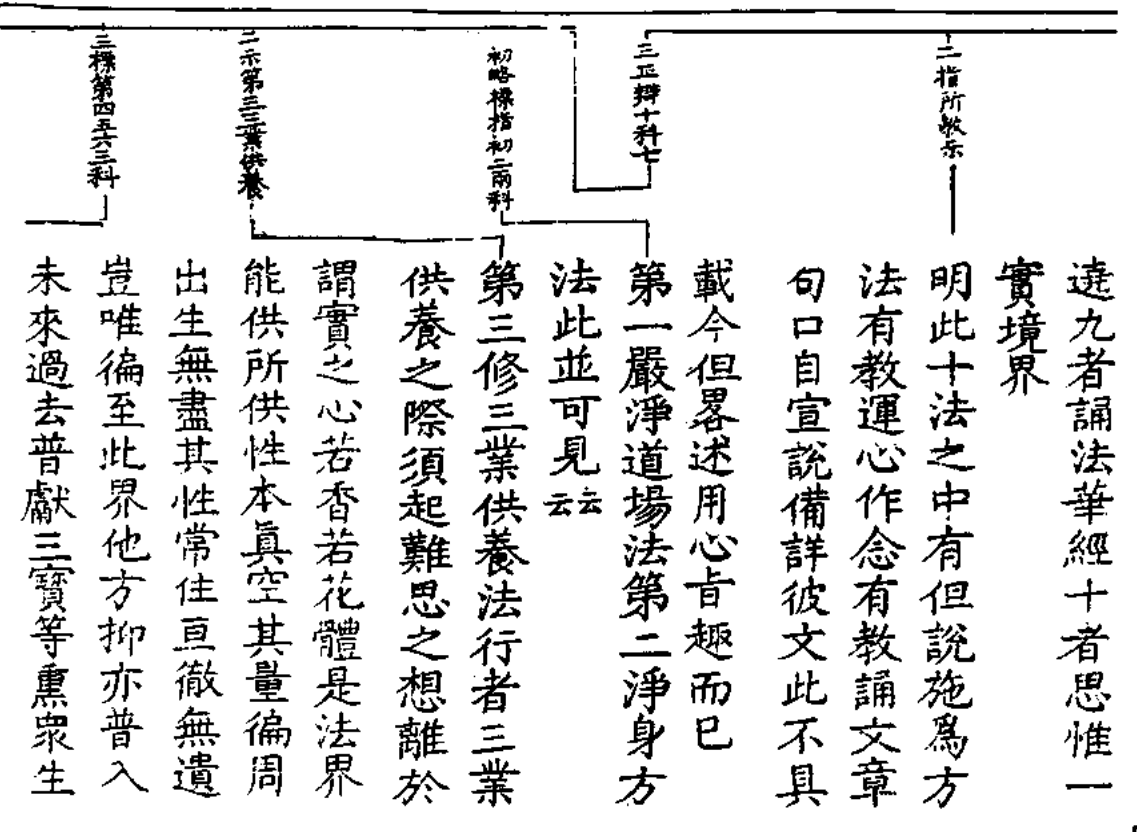 二指所教示
三正辯十科七
初略標指初二兩科
二示第三三業供養
三標第四五六三科
遶九者誦法華經十者思惟一
實境界
明此十法之中有但說施爲方
法有教運心作念有教誦文章
句口自宣說備詳彼文此不具
載今但畧述用心旨趣而已
第一嚴淨道場法第二淨身方
法此並可見云云
第三修三業供養法行者三業
供養之際須起難思之想離於
謂實之心若香若花體是法界
能供所供性本眞空其量徧周
出生無盡其性常住亘徹無遺
豈唯徧至此界他方抑亦普入
未來過去普獻三寶等熏衆生